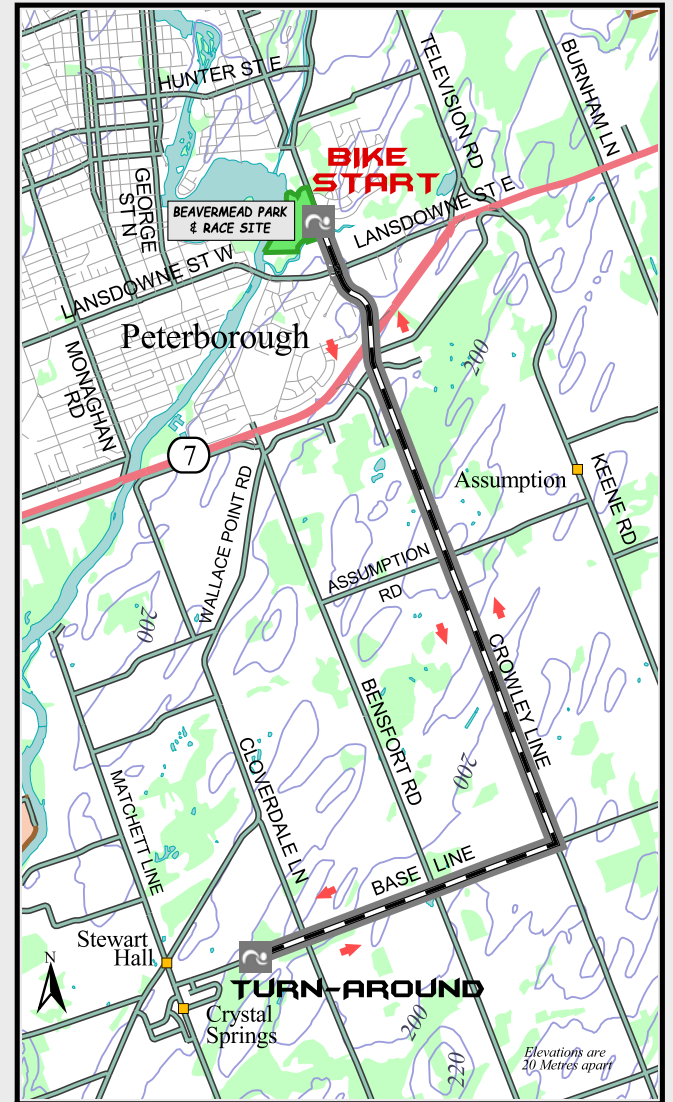 HUNTER ST E
TELEVISION RD
BURNHAM LN
BIKE
START
GEORGE
ST N
BEAVERMEAD PARK
& RACE SITE
LANSDOWNE ST E
LANSDOWNE ST W
Peterborough
MONAGHAN
RD
200
7
Assumption
KEENE RD
WALLACE POINT RD
ASSUMPTION
RD
200
CROWLEY LINE
BENSFORT RD
CLOVERDALE LN
200
MATCHETT LINE
BASE LINE
Stewart
Hall
N
TURN-AROUND
Crystal
Springs
200
220
Elevations are
20 Metres apart